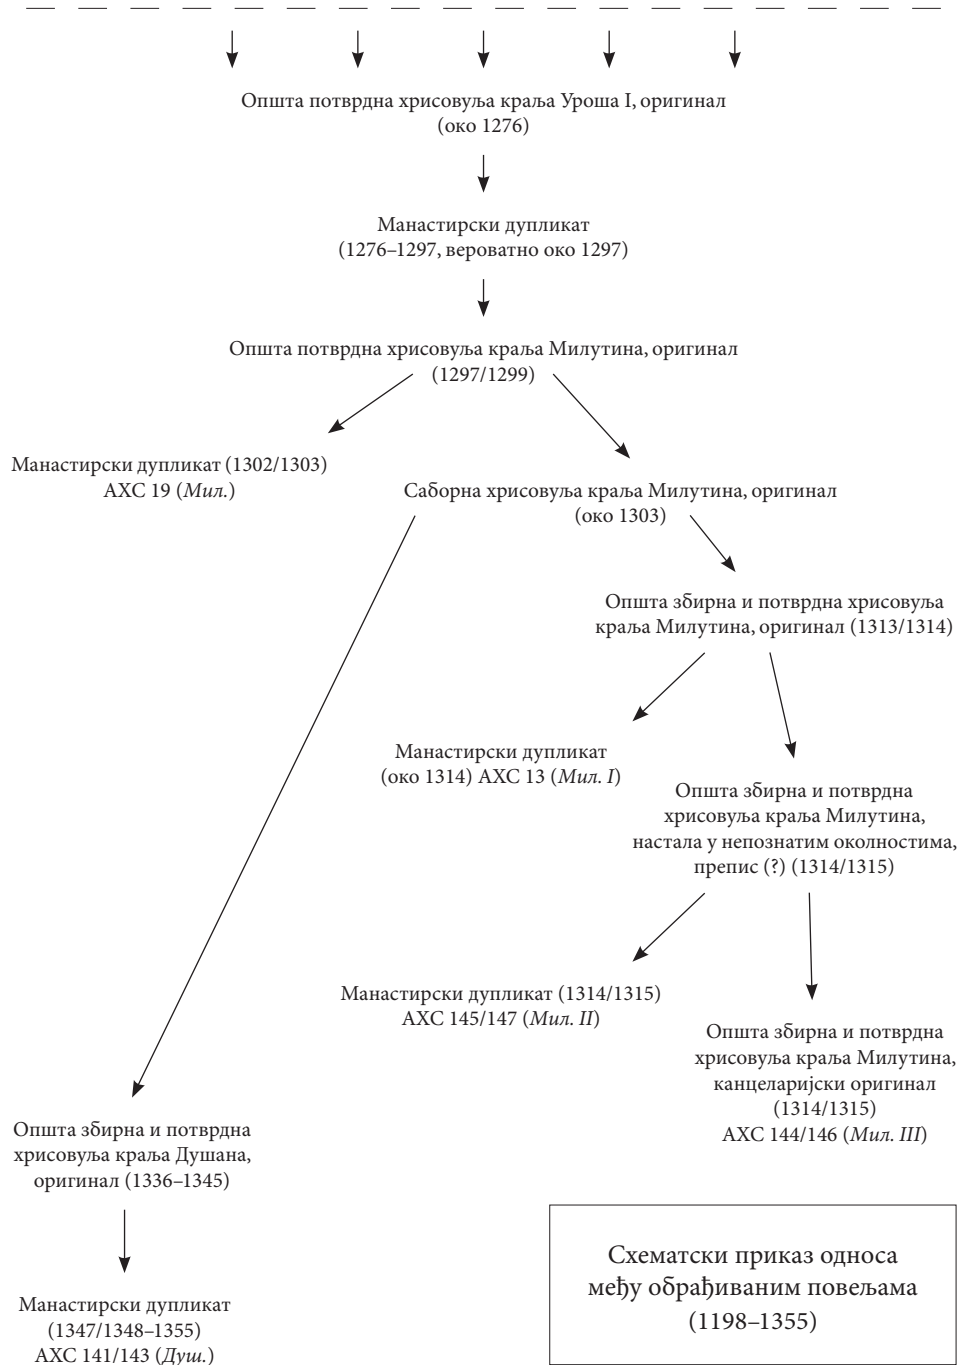 Општа потврдна хрисовуља краља Уроша I, оригинал
(око 1276)
Манастирски дупликат
(1276–1297, вероватно око 1297)
Општа потврдна хрисовуља краља Милутина, оригинал
(1297/1299)
Манастирски дупликат (1302/1303)
АХС 19 (Мил.)
Саборна хрисовуља краља Милутина, оригинал
(око 1303)
Општа збирна и потврдна хрисовуља
краља Милутина, оригинал (1313/1314)
Манастирски дупликат
(око 1314) АХС 13 (Мил. I)
Општа збирна и потврдна
хрисовуља краља Милутина,
настала у непознатим околностима,
препис (?) (1314/1315)
Манастирски дупликат (1314/1315)
АХС 145/147 (Мил. II)
Општа збирна и потврдна
хрисовуља краља Милутина,
канцеларијски оригинал
(1314/1315)
АХС 144/146 (Мил. III)
Општа збирна и потврдна
хрисовуља краља Душана,
оригинал (1336–1345)
Манастирски дупликат
(1347/1348–1355)
АХС 141/143 (Душ.)
Схематски приказ односа
међу обрађиваним повељама
(1198–1355)